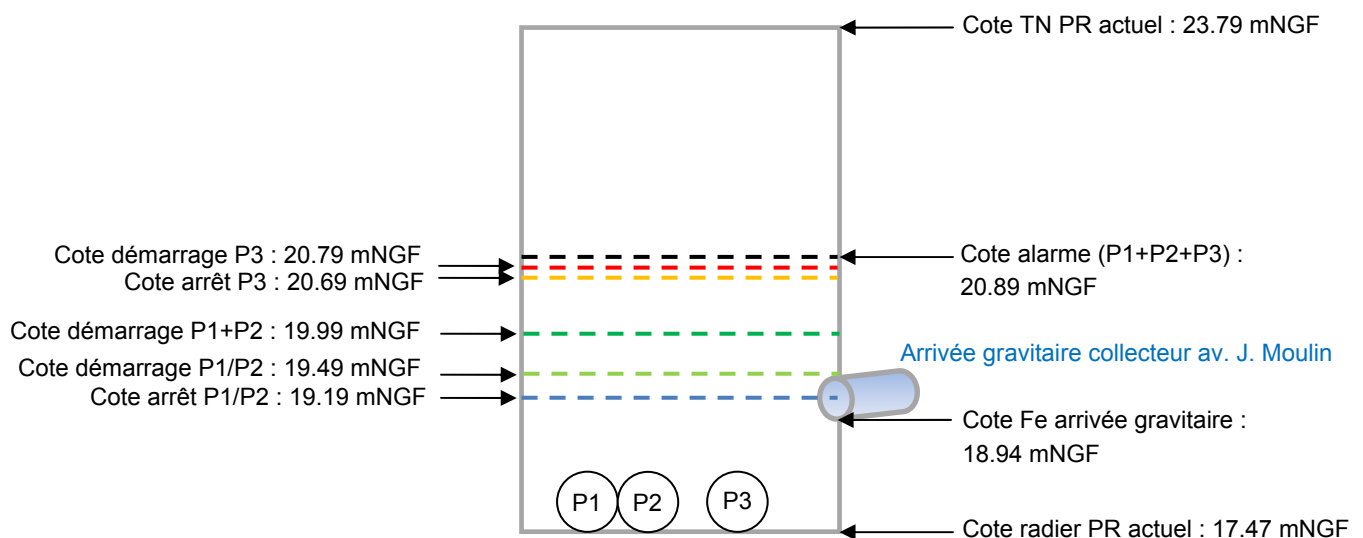 Cote TN PR actuel : 23.79 mNGF
Cote démarrage P3 : 20.79 mNGF
Cote arrêt P3 : 20.69 mNGF
Cote alarme (P1+P2+P3) :
20.89 mNGF
Cote démarrage P1+P2 : 19.99 mNGF
Arrivée gravitaire collecteur av. J. Moulin
Cote démarrage P1/P2 : 19.49 mNGF
Cote arrêt P1/P2 : 19.19 mNGF
Cote Fe arrivée gravitaire :
18.94 mNGF
P1 P2 P3
Cote radier PR actuel : 17.47 mNGF